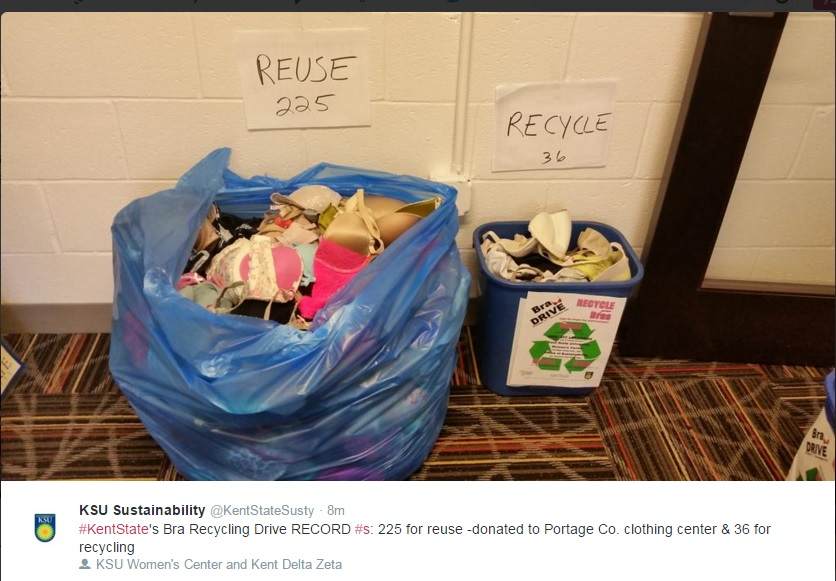 REUSE
225
RECYCLE
36
Bra
DRIVE
RECYCLE
your
Bras
Bra
DRIVE
KSU
KSU Sustainability @KentStateSusty · 8m
#KentState's Bra Recycling Drive RECORD #s: 225 for reuse -donated to Portage Co. clothing center & 36 for
recycling
KSU Women's Center and Kent Delta Zeta